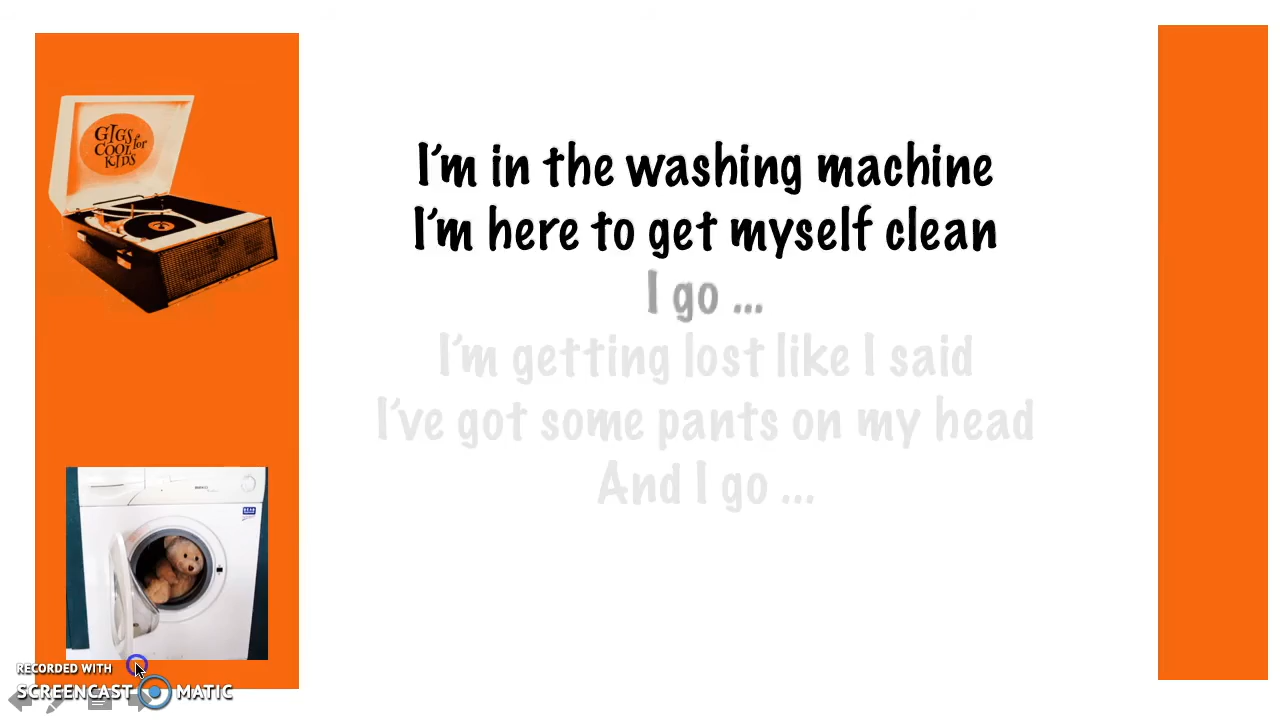 GIGS
COOL for
KIDS
I'm in the washing machine
I'm here to get myself clean
I go ...
I'm getting lost like I said
I've got some pants on my head
And I go ...
RECORDED WITH
SCREENCAST MATIC